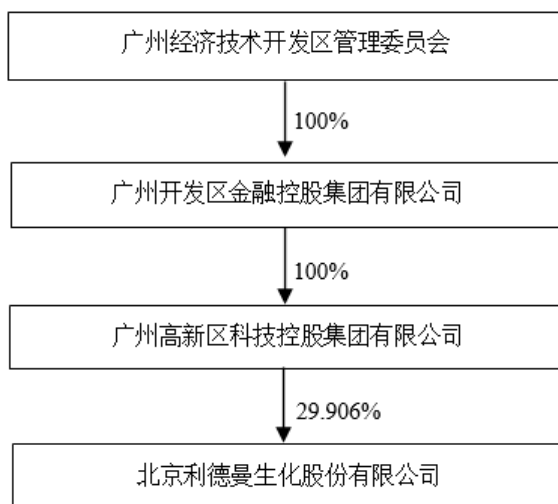 广州经济技术开发区管理委员会
100%
广州开发区金融控股集团有限公司
100%
广州高新区科技控股集团有限公司
29.906%
北京利德曼生化股份有限公司